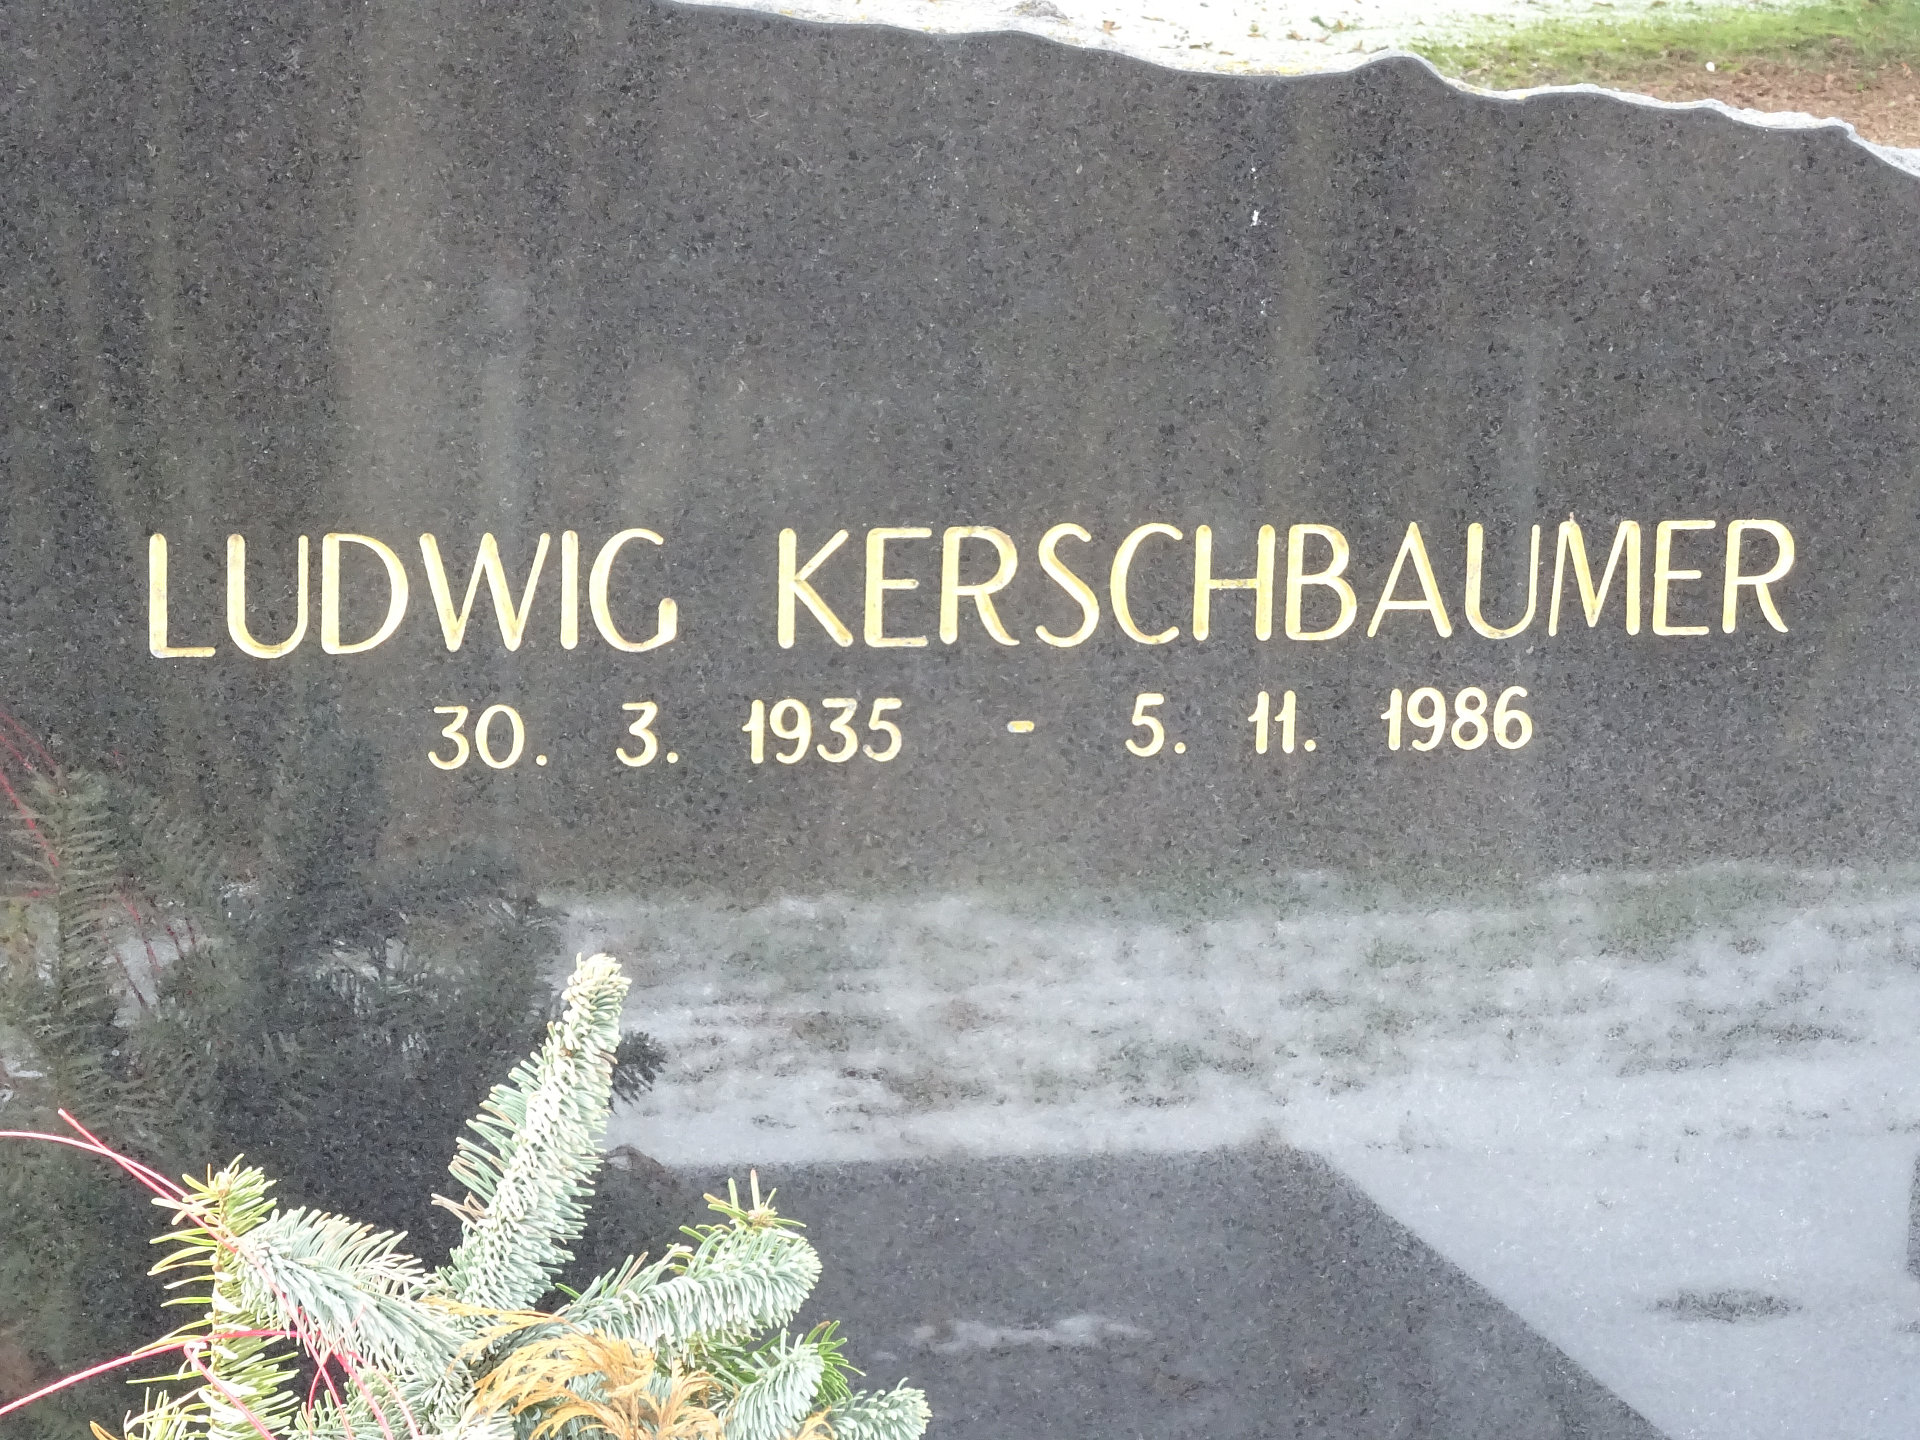 LUDWIG KERSCHBAUMER
30. 3. 1935 - 5. 11. 1986